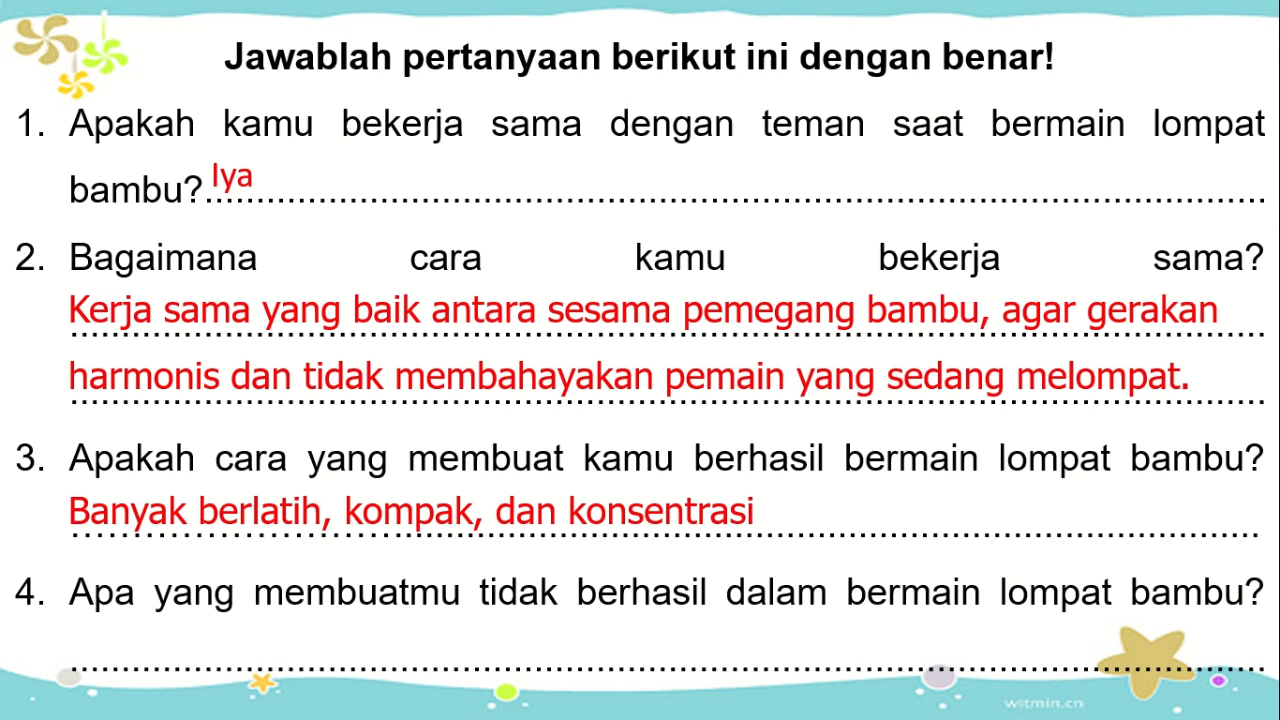 Jawablah pertanyaan berikut ini dengan benar!
1. Apakah kamu bekerja sama dengan teman saat bermain lompat
bambu? Iya
2. Bagaimana cara kamu bekerja sama?
Kerja sama yang baik antara sesama pemegang bambu, agar gerakan
harmonis dan tidak membahayakan pemain yang sedang melompat.
3. Apakah cara yang membuat kamu berhasil bermain lompat bambu?
Banyak berlatih, kompak, dan konsentrasi
4. Apa yang membuatmu tidak berhasil dalam bermain lompat bambu?
witmin.cn